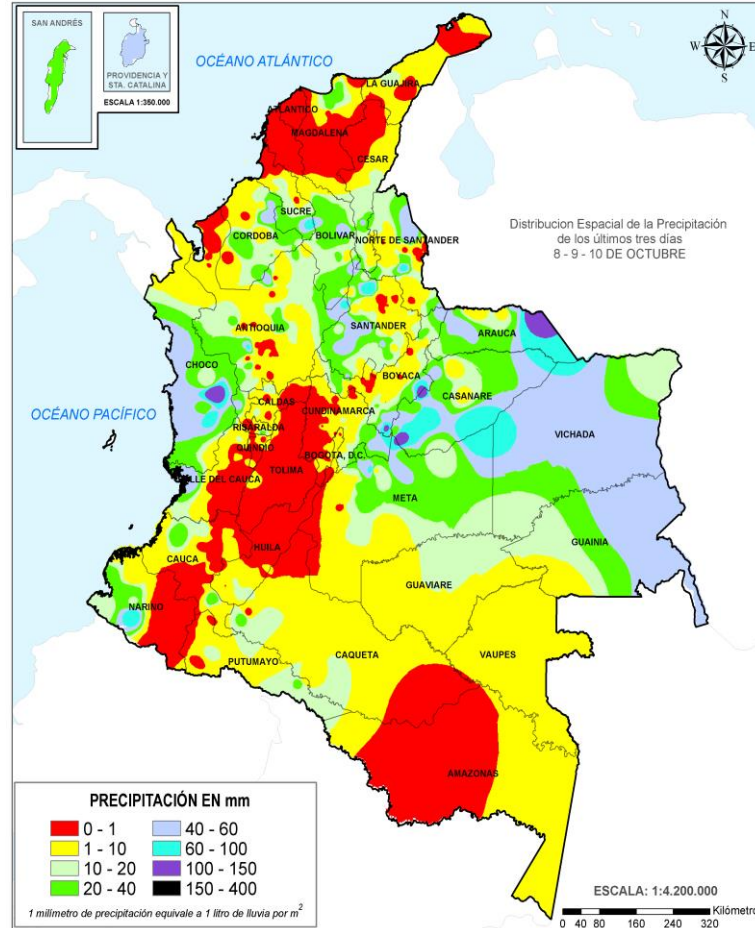 SAN ANDRÉS
PROVIDENCIA Y
STA. CATALINA
ESCALA 1:350.000
OCÉANO ATLÁNTICO
N
W E
S
LA GUAJIRA
ATLANTICO
MAGDALENA
CESAR
SUCRE
CORDOBA
BOLIVAR
NORTE DE SANTANDER
Distribucion Espacial de la Precipitación
de los últimos tres días
8 - 9 - 10 DE OCTUBRE
ANTIOQUIA
SANTANDER
ARAUCA
CHOCO
BOYACA
CASANARE
OCÉANO PACÍFICO
CALDAS
CUNDINAMARCA
RISARALDA
VICHADA
QUINDIO
BOGOTA, D.C.
TOLIMA
VALLE DEL CAUCA
META
GUAINIA
HUILA
CAUCA
GUAVIARE
NARIÑO
CAQUETA
VAUPES
PUTUMAYO
AMAZONAS
PRECIPITACIÓN EN mm
0 - 1
1 - 10
10 - 20
20 - 40
40 - 60
60 - 100
100 - 150
150 - 400
1 milímetro de precipitación equivale a 1 litro de lluvia por m²
ESCALA: 1:4.200.000
Kilómetro
0 40 80 160 240 320